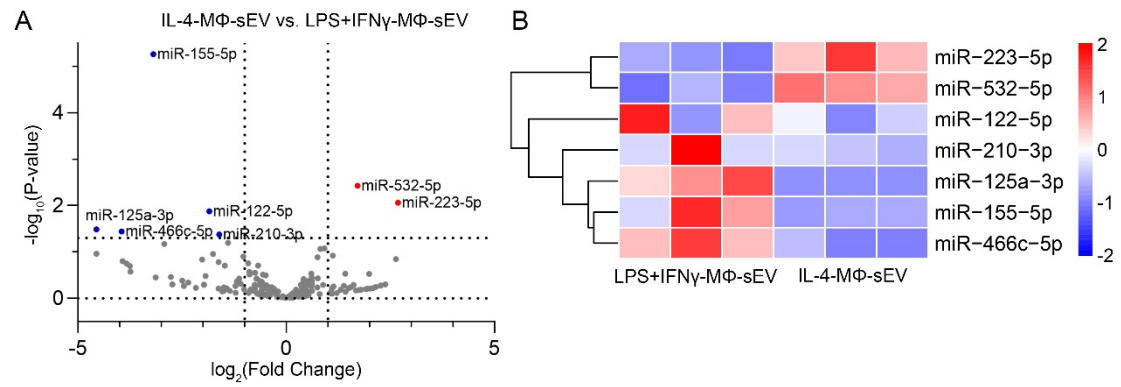 A
IL-4-MΦ-sEV vs. LPS+IFNγ-MΦ-sEV
miR-155-5p
miR-532-5p
miR-223-5p
miR-125a-3p
miR-122-5p
miR-466c-5p
miR-210-3p
-log10(P-value)
4
2
0
-5
0
5
log2(Fold Change)
B
miR−223−5p
miR−532−5p
miR−122−5p
miR−210−3p
miR−125a−3p
miR−155−5p
miR−466c−5p
LPS+IFNγ-MΦ-sEV
IL-4-MΦ-sEV
2
1
0
-1
-2